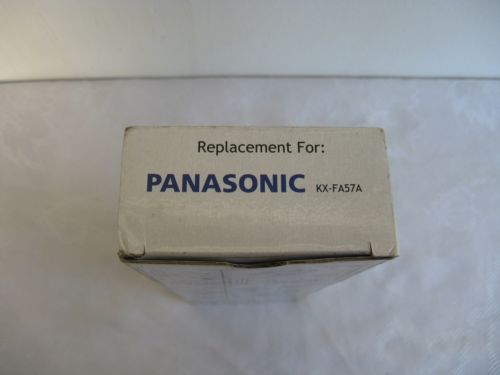 Replacement For:
PANASONIC KX-FA57A